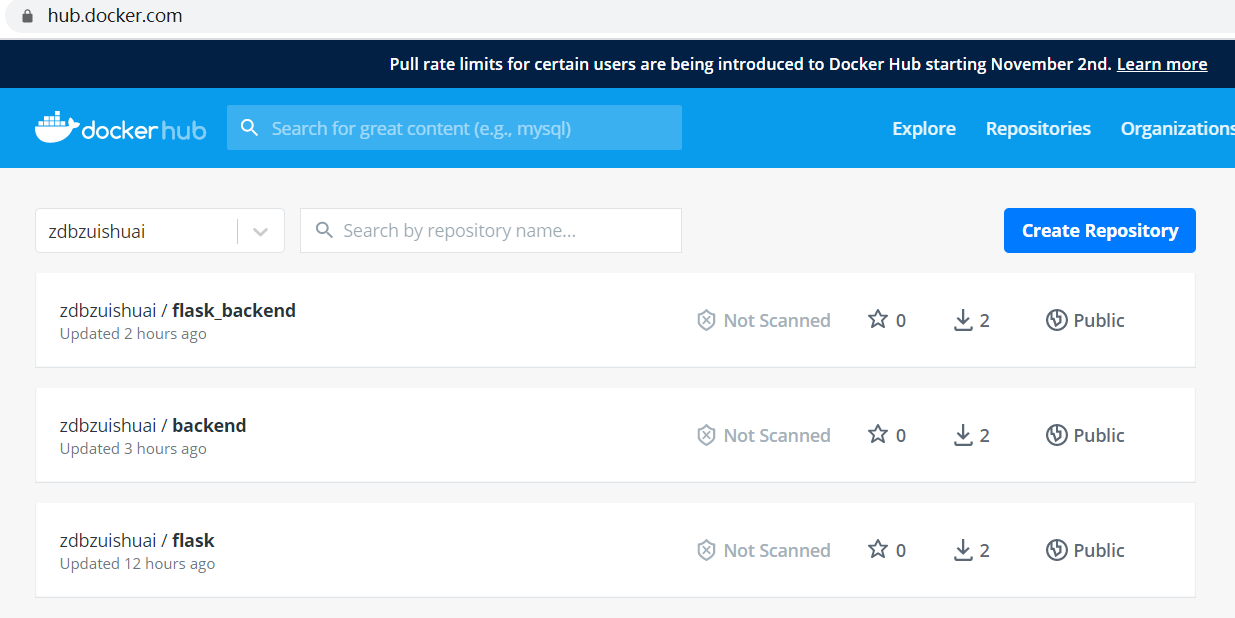 hub.docker.com
Pull rate limits for certain users are being introduced to Docker Hub starting November 2nd. Learn more
docker hub
Search for great content (e.g., mysql)
Explore
Repositories
Organizations
zdbzuishuai
Search by repository name...
Create Repository
zdbzuishuai / flask_backend
Updated 2 hours ago
Not Scanned
0
2
Public
zdbzuishuai / backend
Updated 3 hours ago
Not Scanned
0
2
Public
zdbzuishuai / flask
Updated 12 hours ago
Not Scanned
0
2
Public